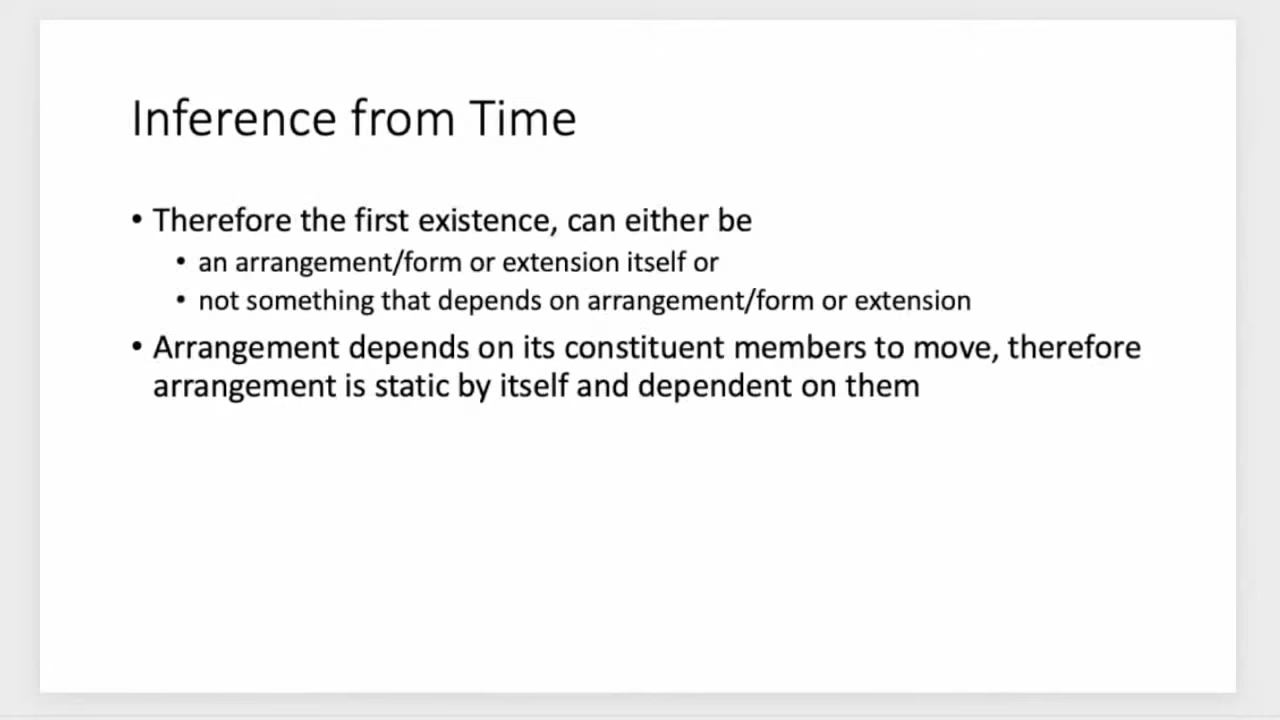 Inference from Time
• Therefore the first existence, can either be
• an arrangement/form or extension itself or
• not something that depends on arrangement/form or extension
• Arrangement depends on its constituent members to move, therefore
arrangement is static by itself and dependent on them